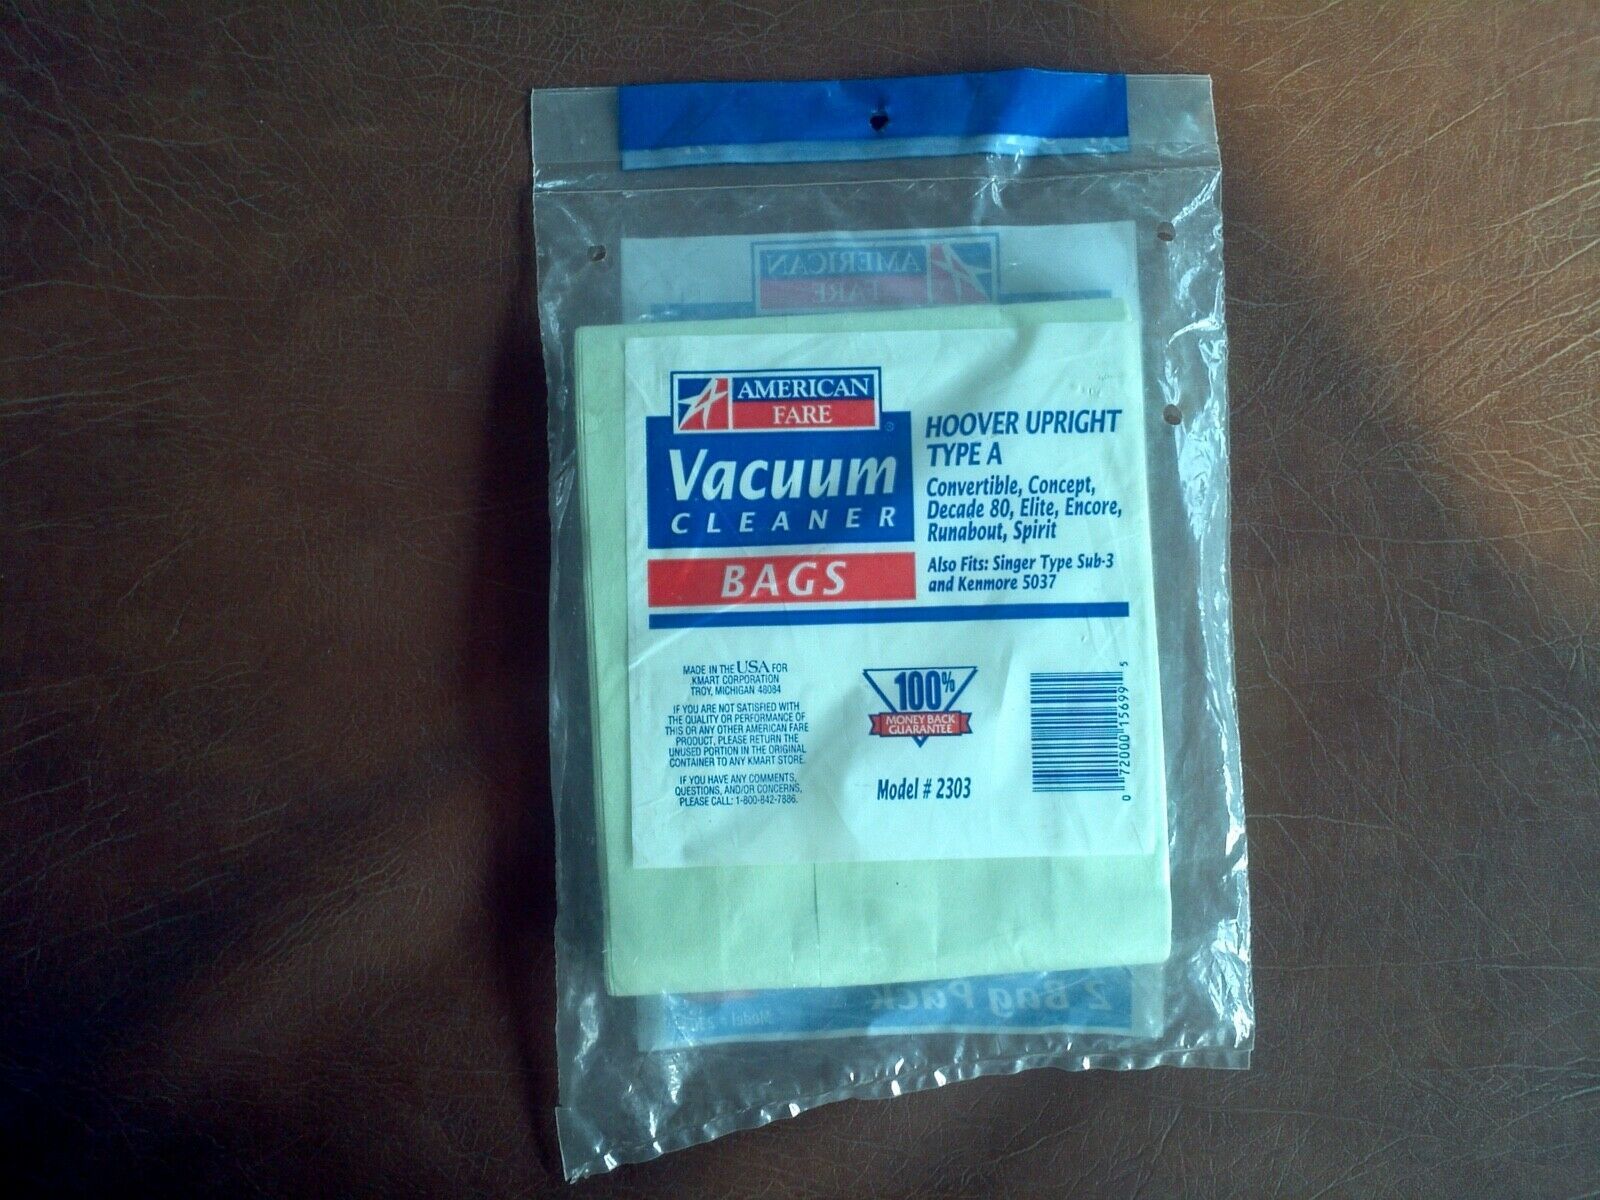 AMERICAN
FARE
AMERICAN
FARE
®
Vacuum
CLEANER
BAGS
HOOVER UPRIGHT
TYPE A
Convertible, Concept,
Decade 80, Elite, Encore,
Runabout, Spirit
Also Fits: Singer Type Sub-3
and Kenmore 5037
MADE IN THE USA FOR
KMART CORPORATION
TROY, MICHIGAN 48084
IF YOU ARE NOT SATISFIED WITH
THE QUALITY OR PERFORMANCE OF
THIS OR ANY OTHER AMERICAN FARE
PRODUCT, PLEASE RETURN THE
UNUSED PORTION IN THE ORIGINAL
CONTAINER TO ANY KMART STORE.
IF YOU HAVE ANY COMMENTS,
QUESTIONS, AND/OR CONCERNS,
PLEASE CALL: 1-800-842-7886.
100%
MONEY BACK
GUARANTEE
Model # 2303
0 72000 15699 5
2 Bag Pack
Model